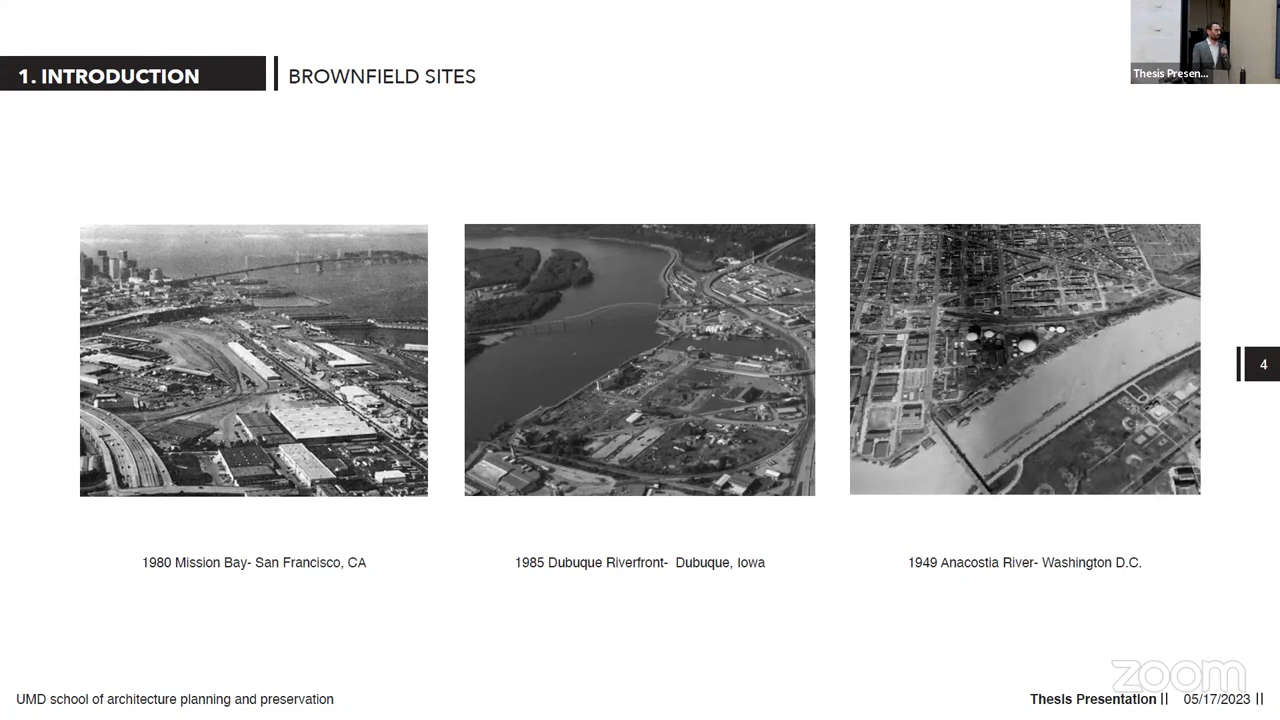 1. INTRODUCTION
BROWNFIELD SITES
Thesis Presen...
4
1980 Mission Bay- San Francisco, CA
1985 Dubuque Riverfront- Dubuque, Iowa
1949 Anacostia River- Washington D.C.
zoom
UMD school of architecture planning and preservation
Thesis Presentation || 05/17/2023 ||